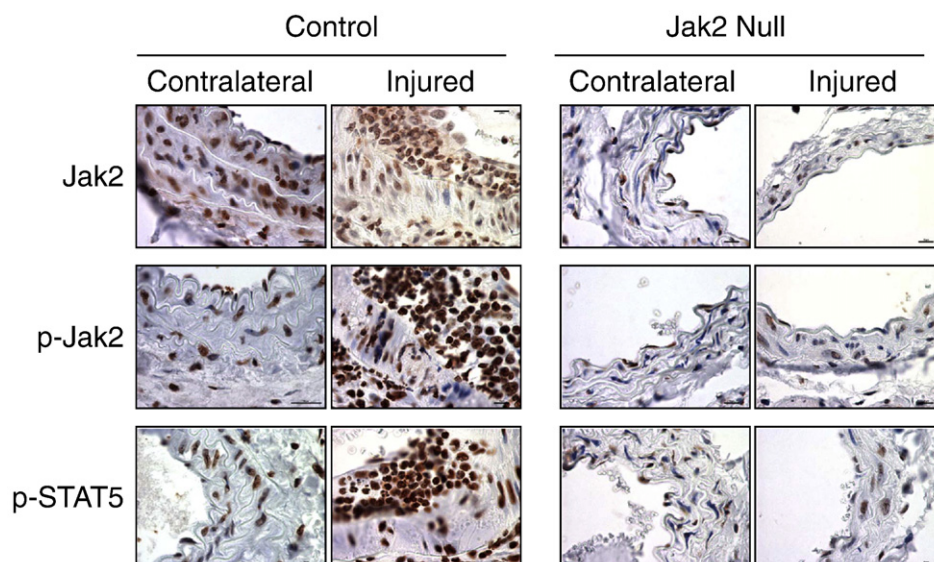 Control Jak2 Null
Contralateral Injured Contralateral Injured
Jak2
p-Jak2
p-STAT5